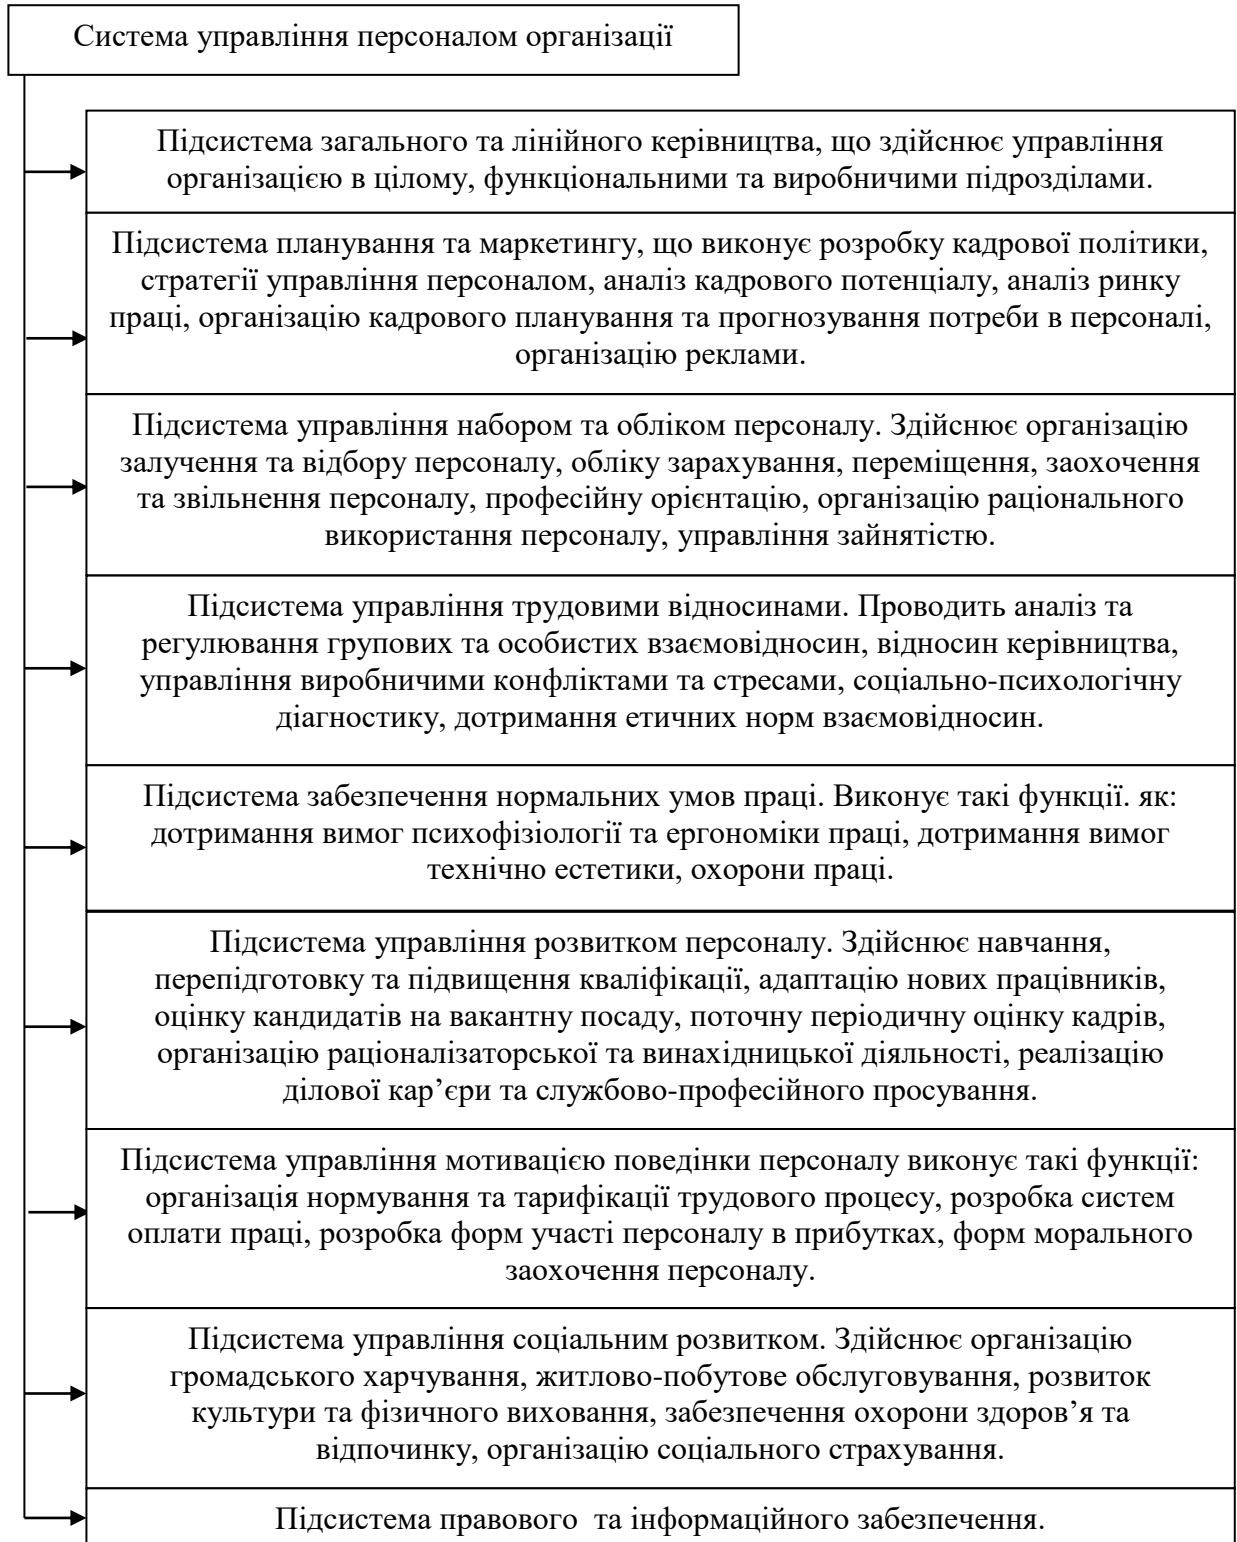 Система управління персоналом організації
Підсистема загального та лінійного керівництва, що здійснює управління
організацією в цілому, функціональними та виробничими підрозділами.
Підсистема планування та маркетингу, що виконує розробку кадрової політики,
стратегії управління персоналом, аналіз кадрового потенціалу, аналіз ринку
праці, організацію кадрового планування та прогнозування потреби в персоналі,
організацію реклами.
Підсистема управління набором та обліком персоналу. Здійснює організацію
залучення та відбору персоналу, обліку зарахування, переміщення, заохочення
та звільнення персоналу, професійну орієнтацію, організацію раціонального
використання персоналу, управління зайнятістю.
Підсистема управління трудовими відносинами. Проводить аналіз та
регулювання групових та особистих взаємовідносин, відносин керівництва,
управління виробничими конфліктами та стресами, соціально-психологічну
діагностику, дотримання етичних норм взаємовідносин.
Підсистема забезпечення нормальних умов праці. Виконує такі функції. як:
дотримання вимог психофізіології та ергономіки праці, дотримання вимог
технічно естетики, охорони праці.
Підсистема управління розвитком персоналу. Здійснює навчання,
перепідготовку та підвищення кваліфікації, адаптацію нових працівників,
оцінку кандидатів на вакантну посаду, поточну періодичну оцінку кадрів,
організацію раціоналізаторської та винахідницької діяльності, реалізацію
ділової кар’єри та службово-професійного просування.
Підсистема управління мотивацією поведінки персоналу виконує такі функції:
організація нормування та тарифікації трудового процесу, розробка систем
оплати праці, розробка форм участі персоналу в прибутках, форм морального
заохочення персоналу.
Підсистема управління соціальним розвитком. Здійснює організацію
громадського харчування, житлово-побутове обслуговування, розвиток
культури та фізичного виховання, забезпечення охорони здоров’я та
відпочинку, організацію соціального страхування.
Підсистема правового та інформаційного забезпечення.